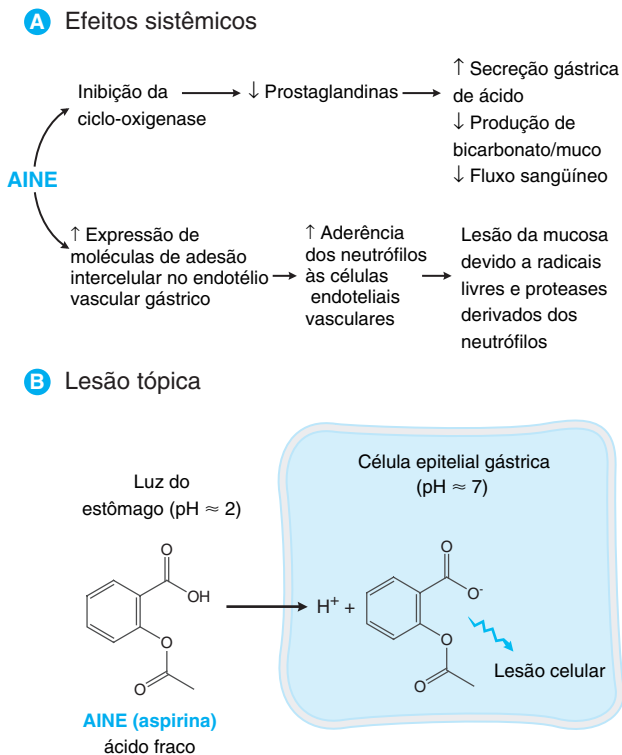 A Efeitos sistêmicos
Inibição da
ciclo-oxigenase
↓ Prostaglandinas
↑ Secreção gástrica
de ácido
↓ Produção de
bicarbonato/muco
↓ Fluxo sangüíneo
AINE
↑ Expressão de
moléculas de adesão
intercelular no endotélio
vascular gástrico
↑ Aderência
dos neutrófilos
às células
endoteliais
vasculares
Lesão da mucosa
devido a radicais
livres e proteases
derivados dos
neutrófilos
B Lesão tópica
Luz do
estômago (pH ≈ 2)
Célula epitelial gástrica
(pH ≈ 7)
O
OH
O
O
H⁺ +
O
O-
O
O
Lesão celular
AINE (aspirina)
ácido fraco